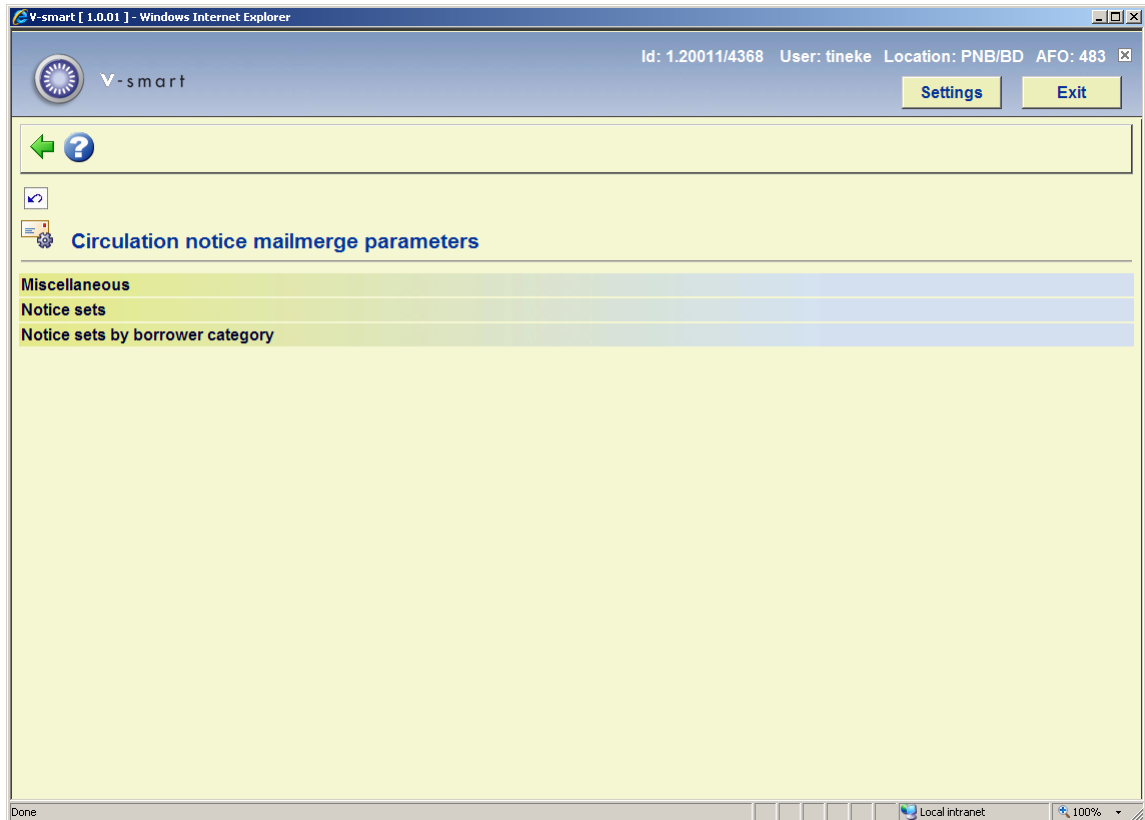 V-smart [ 1.0.01 ] - Windows Internet Explorer
Id: 1.20011/4368 User: tineke Location: PNB/BD AFO: 483
V-smart
Settings Exit
Circulation notice mailmerge parameters
Miscellaneous
Notice sets
Notice sets by borrower category
Done Local intranet 100%